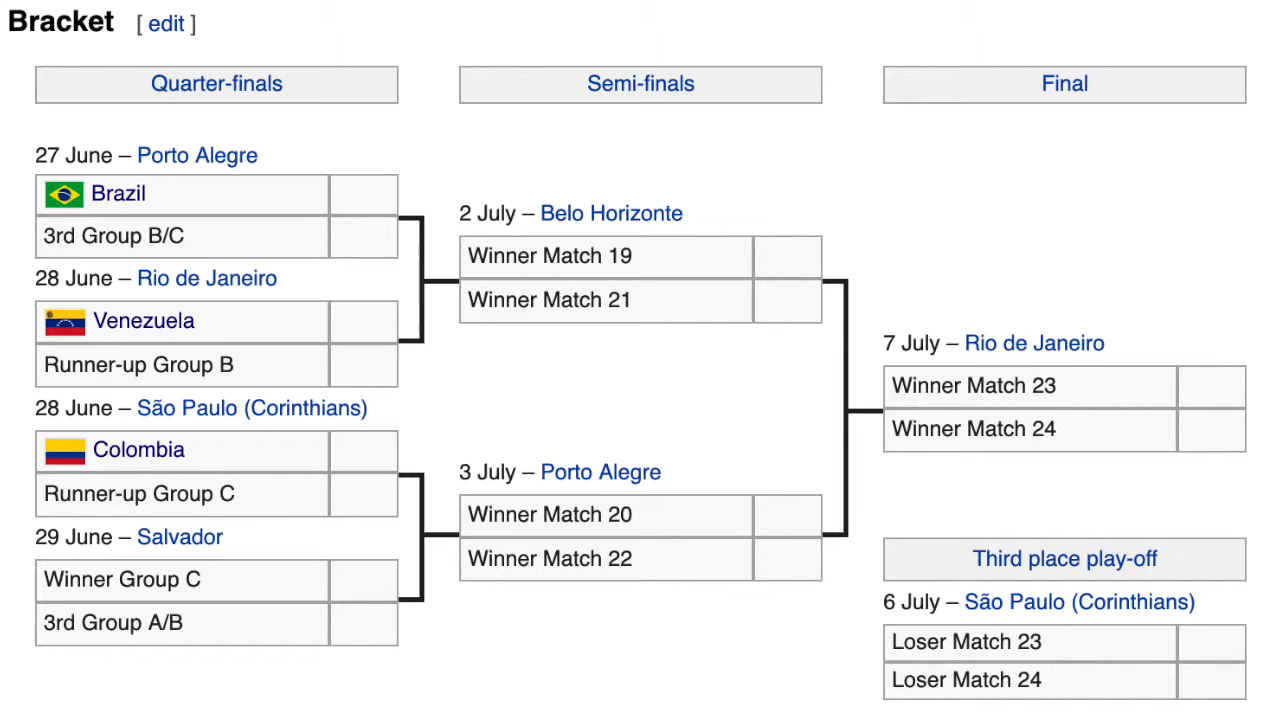 Bracket [ edit ]
Quarter-finals
Semi-finals
Final
27 June – Porto Alegre
Brazil
3rd Group B/C
28 June – Rio de Janeiro
Venezuela
Runner-up Group B
28 June – São Paulo (Corinthians)
Colombia
Runner-up Group C
29 June – Salvador
Winner Group C
3rd Group A/B
2 July – Belo Horizonte
Winner Match 19
Winner Match 21
3 July – Porto Alegre
Winner Match 20
Winner Match 22
7 July – Rio de Janeiro
Winner Match 23
Winner Match 24
Third place play-off
6 July – São Paulo (Corinthians)
Loser Match 23
Loser Match 24